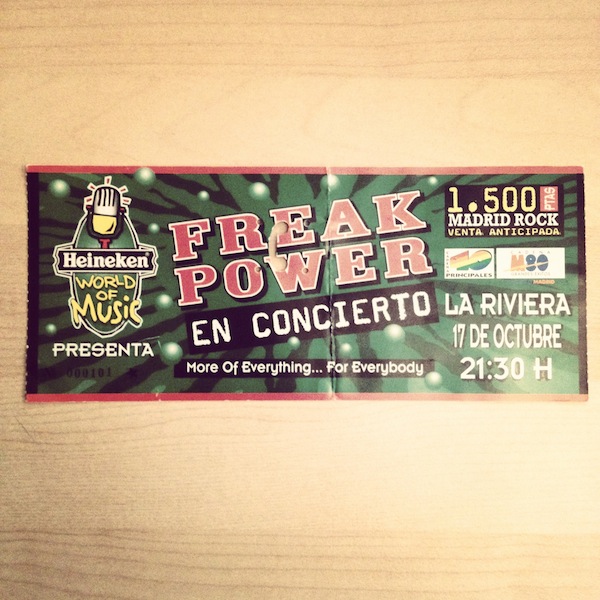 Heineken
WORLD
OF
MUSIC
PRESENTA
000101
FREAK
POWER
EN CONCIERTO
More Of Everything... For Everybody
1.500 PTAS
MADRID ROCK
VENTA ANTICIPADA
PRINCIPALES
M80
MADRID
LA RIVIERA
17 DE OCTUBRE
21:30 H